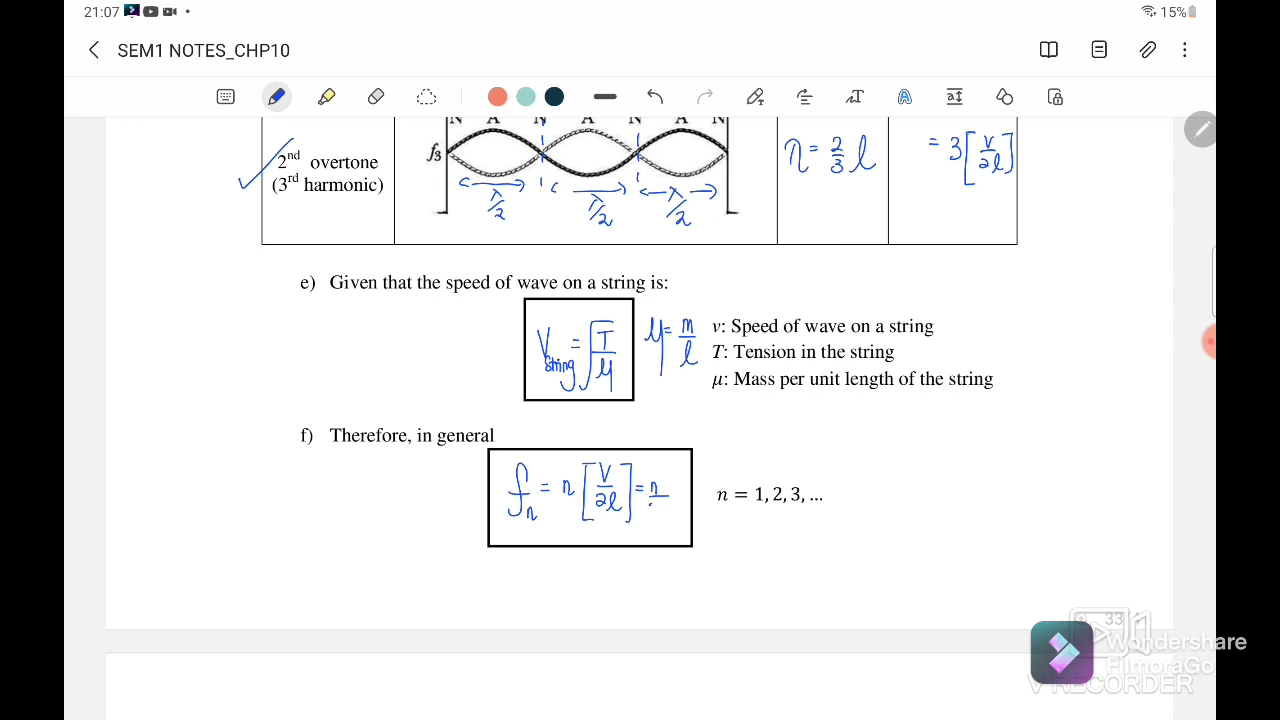 21:07 15%
SEM1 NOTES_CHP10
N A N A N A N
f3
2nd overtone
(3rd harmonic)
λ/2 λ/2 λ/2
η = 2/3 l
= 3[v/2l]
e) Given that the speed of wave on a string is:
Vstring = √T/μ
μ = m/l
v: Speed of wave on a string
T: Tension in the string
μ: Mass per unit length of the string
f) Therefore, in general
fn = n[V/2l] = n
n = 1, 2, 3, …
33
Wondershare
FilmoraGo
V RECORDER